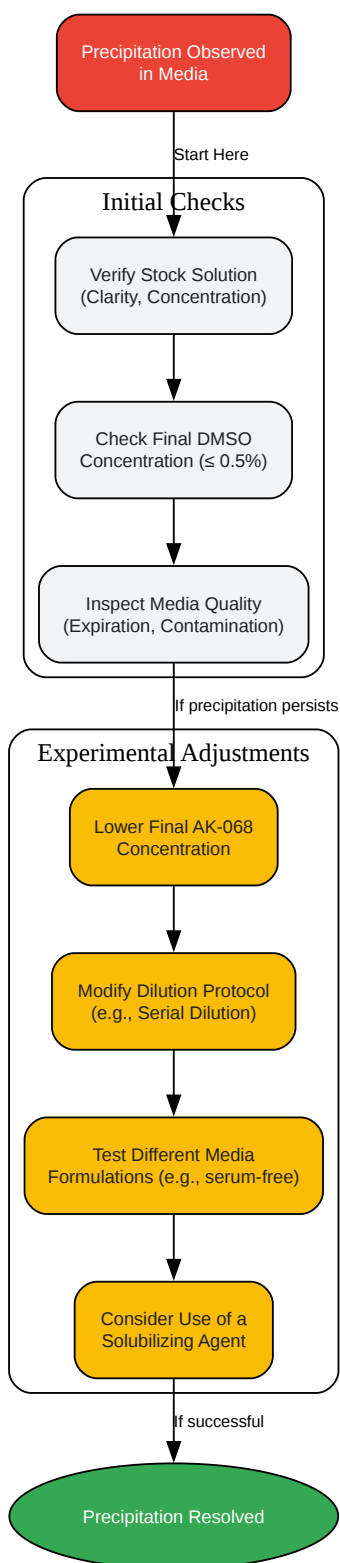 Precipitation Observed
in Media
Start Here
Initial Checks
Verify Stock Solution
(Clarity, Concentration)
Check Final DMSO
Concentration (≤ 0.5%)
Inspect Media Quality
(Expiration, Contamination)
If precipitation persists
Experimental Adjustments
Lower Final AK-068
Concentration
Modify Dilution Protocol
(e.g., Serial Dilution)
Test Different Media
Formulations (e.g., serum-free)
Consider Use of a
Solubilizing Agent
If successful
Precipitation Resolved